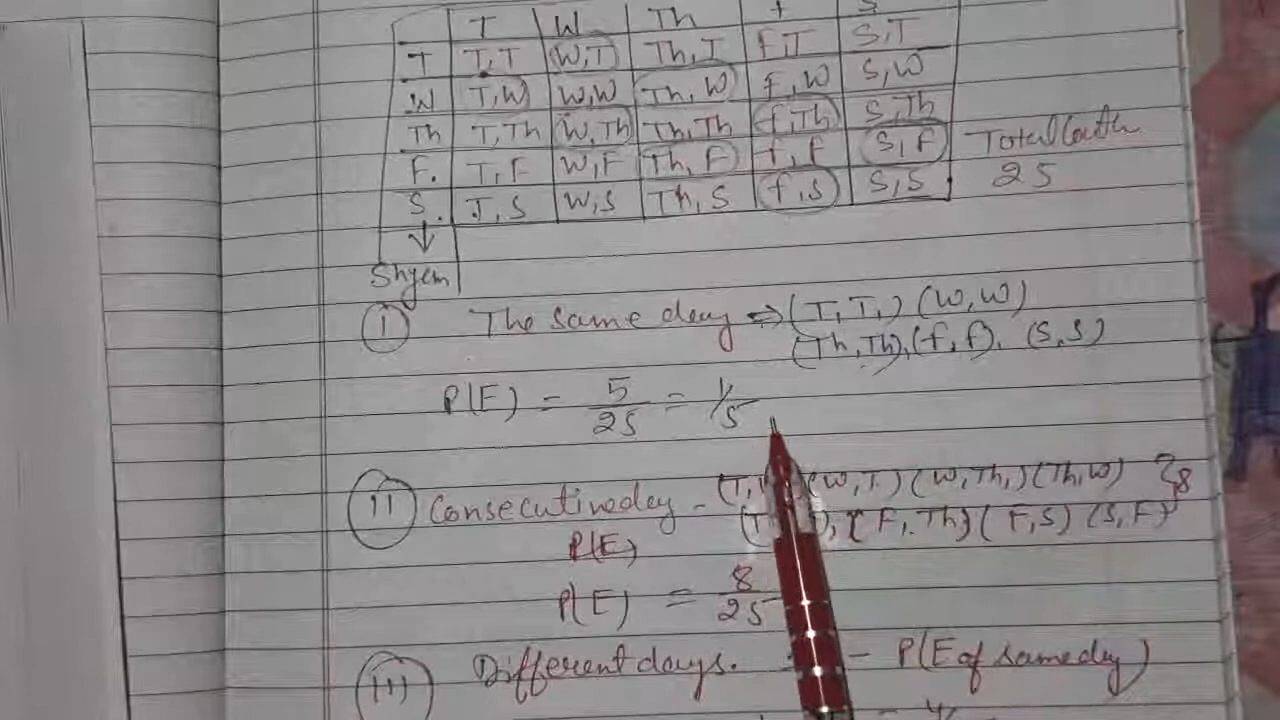 T W Th f S
T T,T W,T Th,T f,T S,T
W T,W W,W Th,W f,W S,W
Th T,Th W,Th Th,Th f,Th S,Th
F. T,F W,F Th,F f,f S,F Total
S. T,S W,S Th,S f,S S,S 25
Shyem
I The same day ⇒ (T,T,) (W,W)
(Th,Th),(f,f), (S,S)
P(E) = 5/25 = 1/5
II Consecutive day - (T, (W,T) (W,Th,) (Th,W) 8
(T ), (F,Th) (F,S) (S,F)
P(E)
P(E) = 8/25
III Different days. - P(E of same day)
= 4/